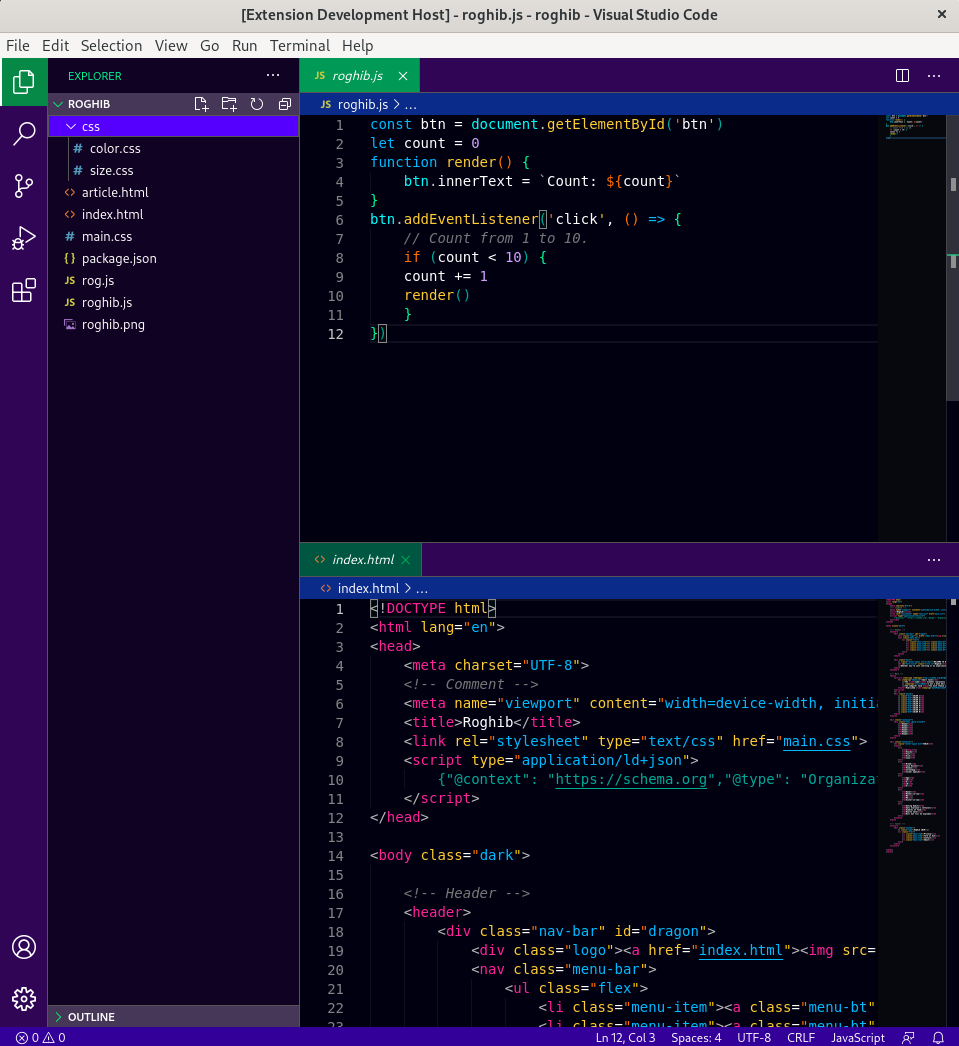 [Extension Development Host] - roghib.js - roghib - Visual Studio Code
File Edit Selection View Go Run Terminal Help
EXPLORER
ROGHIB
css
color.css
size.css
article.html
index.html
main.css
package.json
rog.js
roghib.js
roghib.png
OUTLINE
JS roghib.js
JS roghib.js > ...
1 const btn = document.getElementById('btn')
2 let count = 0
3 function render() {
4 btn.innerText = `Count: ${count}`
5 }
6 btn.addEventListener('click', () => {
7 // Count from 1 to 10.
8 if (count < 10) {
9 count += 1
10 render()
11 }
12 })
index.html
index.html > ...
1 <!DOCTYPE html>
2 <html lang="en">
3 <head>
4 <meta charset="UTF-8">
5 <!-- Comment -->
6 <meta name="viewport" content="width=device-width, initia
7 <title>Roghib</title>
8 <link rel="stylesheet" type="text/css" href="main.css">
9 <script type="application/ld+json">
10 {"@context": "https://schema.org","@type": "Organizat
11 </script>
12 </head>
13
14 <body class="dark">
15
16 <!-- Header -->
17 <header>
18 <div class="nav-bar" id="dragon">
19 <div class="logo"><a href="index.html"><img src=
20 <nav class="menu-bar">
21 <ul class="flex">
22 <li class="menu-item"><a class="menu-bt"
23 <li class="menu-item"><a class="menu-bt"
0 0 Ln 12, Col 3 Spaces: 4 UTF-8 CRLF JavaScript